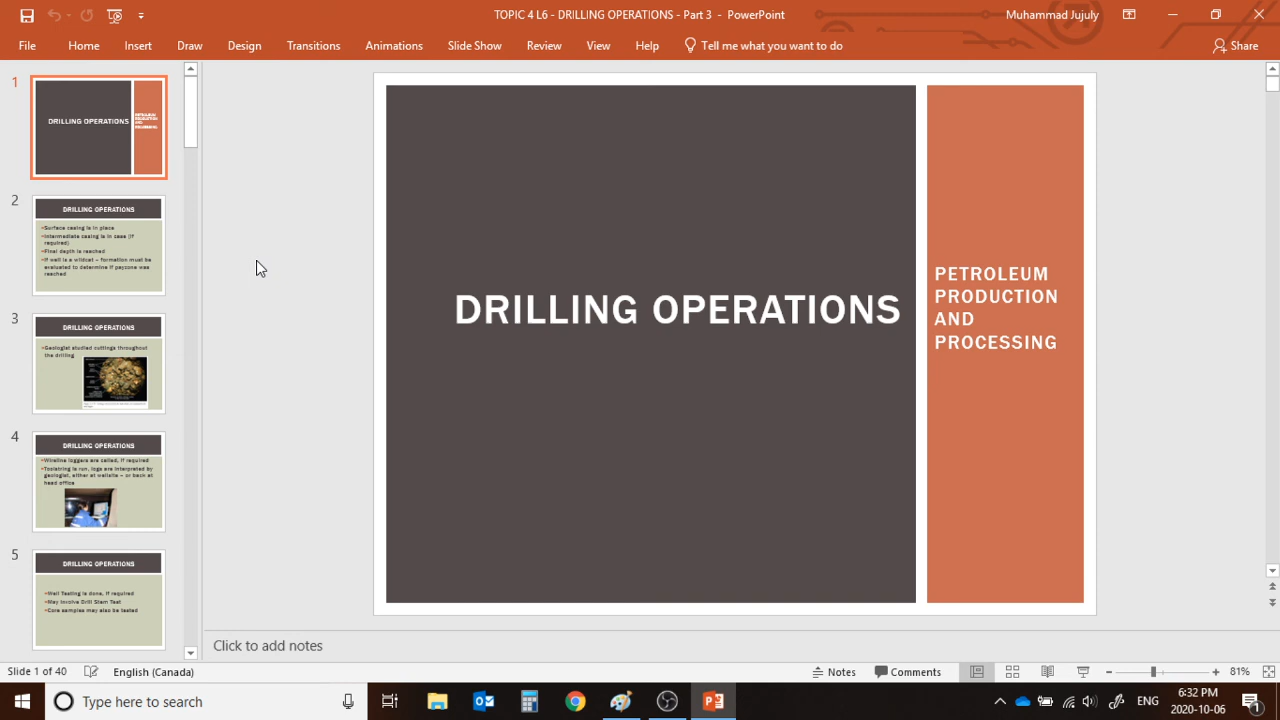 TOPIC 4 L6 - DRILLING OPERATIONS - Part 3 - PowerPoint
Muhammad Jujuly
File
Home
Insert
Draw
Design
Transitions
Animations
Slide Show
Review
View
Help
Tell me what you want to do
Share
1
DRILLING OPERATIONS
PETROLEUM
PRODUCTION
AND
PROCESSING
2
DRILLING OPERATIONS
Surface casing is in place
Intermediate casing is in case (if
required)
Final depth is reached
If well is a wildcat – formation must be
evaluated to determine if payzone was
reached
3
DRILLING OPERATIONS
Geologist studied cuttings throughout
the drilling
4
DRILLING OPERATIONS
Wireline loggers are called, if required
Toolstring is run, logs are interpreted by
geologist, either at wellsite – or back at
head office
5
DRILLING OPERATIONS
Well Testing is done, if required
May involve Drill Stem Test
Core samples may also be tested
DRILLING OPERATIONS
PETROLEUM
PRODUCTION
AND
PROCESSING
Click to add notes
Slide 1 of 40
English (Canada)
Notes
Comments
81%
Type here to search
ENG
6:32 PM
2020-10-06
1